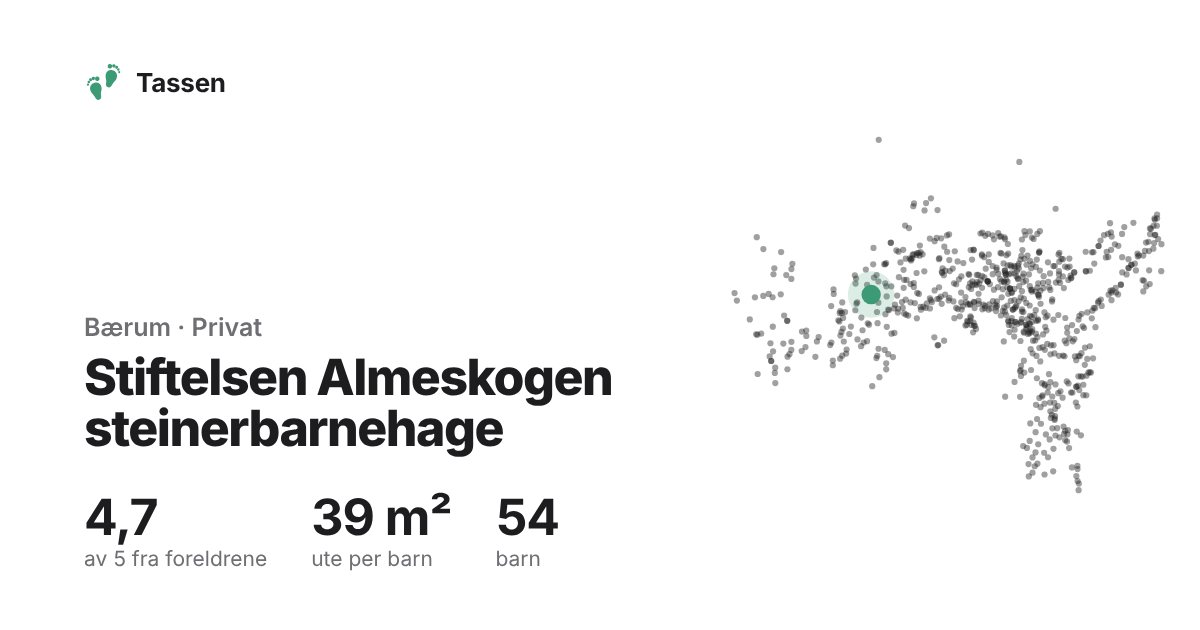 Tassen
Bærum · Privat
Stiftelsen Almeskogen
steinerbarnehage
4,7
av 5 fra foreldrene
39 m²
ute per barn
54
barn